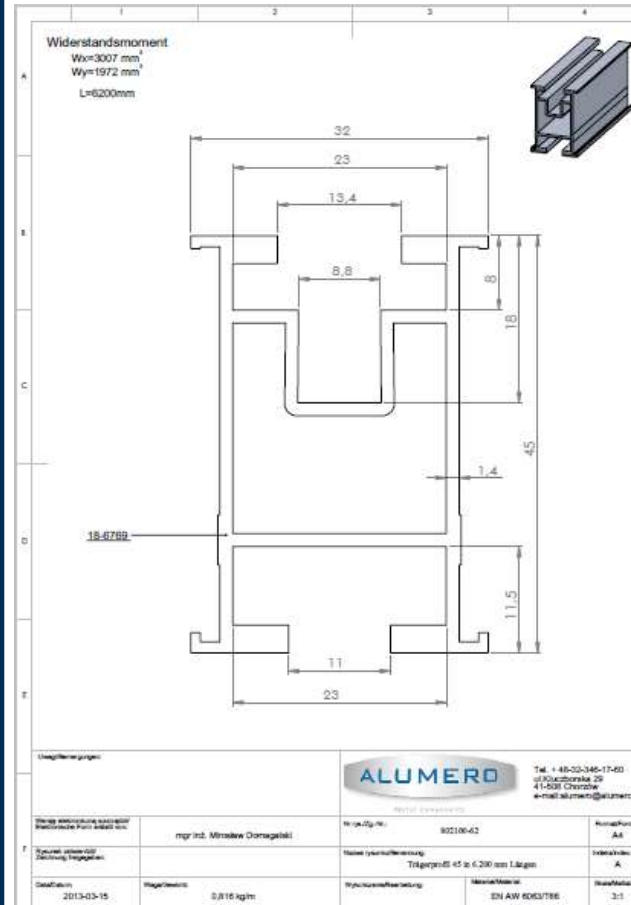 1 2 3 4
A
B
C
D
E
F
Widerstandsmoment
Wx=3007 mm³
Wy=1972 mm³
L=6200mm
32
23
13,4
8,8
8
18
45
1,4
18-6769
11,5
11
23
ALUMERO
Tel. +48-32-346-17-60
ul.Kluczborska 29
41-508 Chorzów
mgr inż. Mirosław Domagalski
802100-62
A4
Trägerprofil 45 in 6.200 mm Längen
A
2013-03-15
0,816 kg/m
EN AW 6063/T66